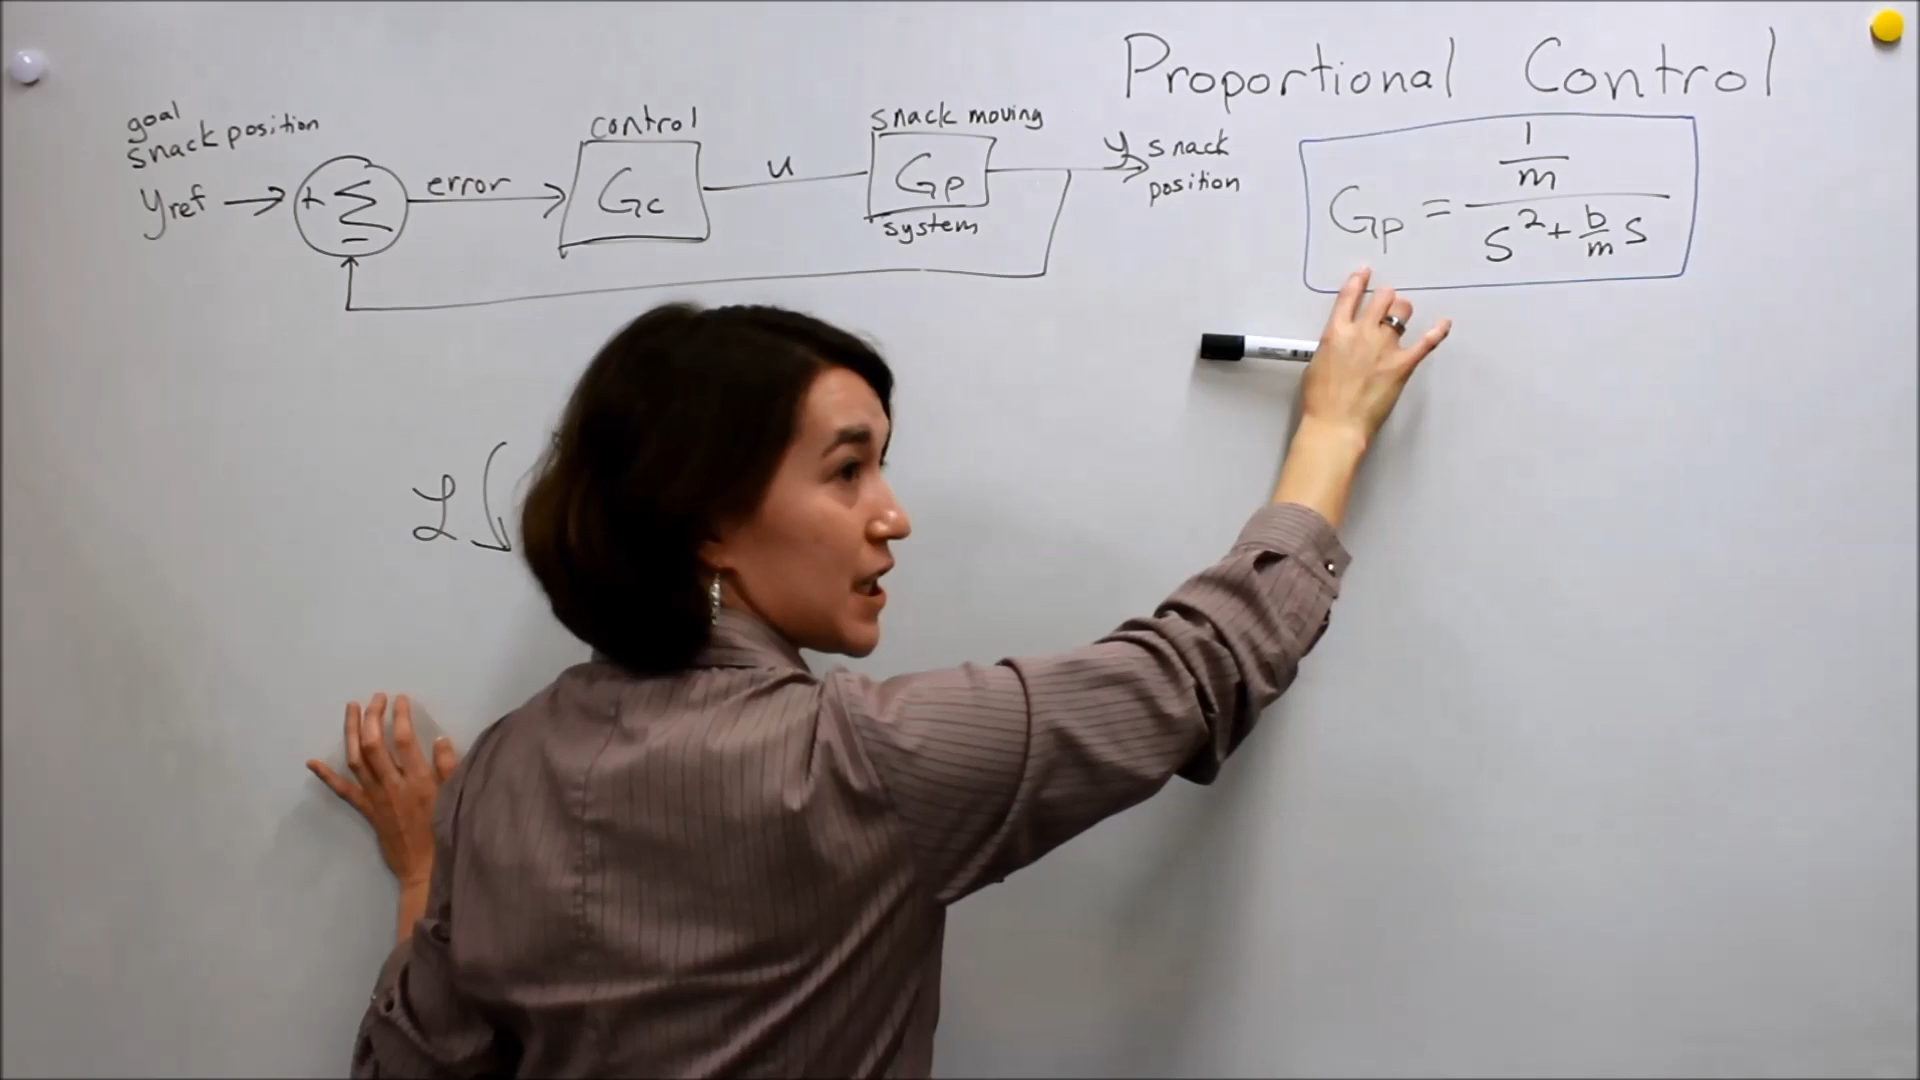 Proportional Control
goal
snack position
yref
+
Σ
−
error
control
Gc
u
snack moving
Gp
system
y snack
position
Gp = (1/m) / (s² + (b/m) s)
ℒ